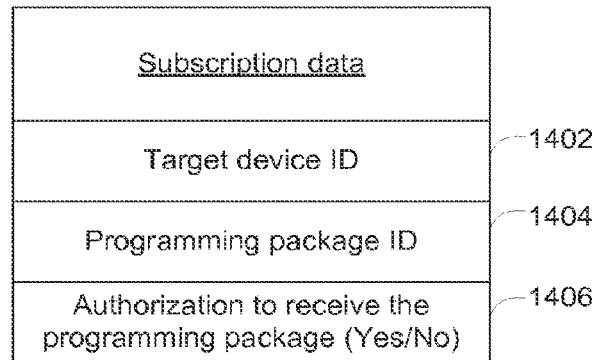 Subscription data
Target device ID
1402
Programming package ID
1404
Authorization to receive the
programming package (Yes/No)
1406